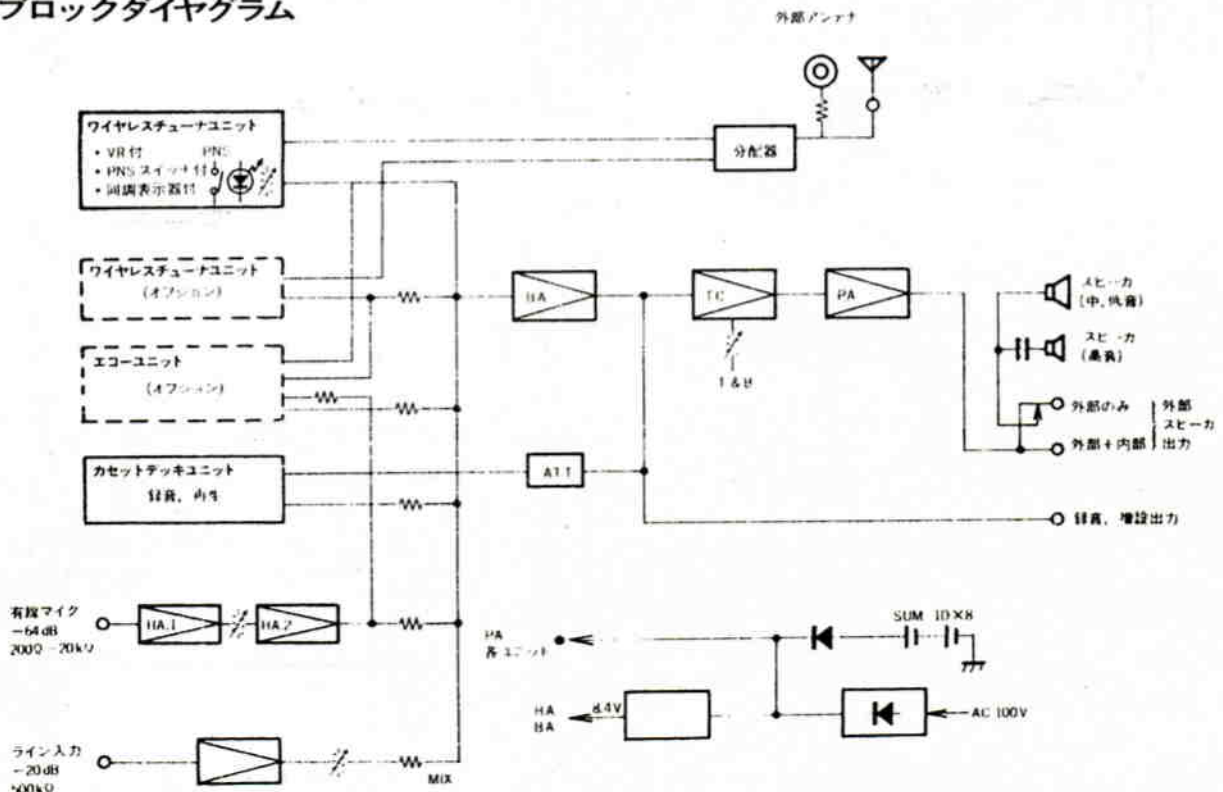 ブロックダイヤグラム
外部アンテナ
ワイヤレスチューナユニット
• VR付 PNS
• PNSスイッチ付
• 同調表示器付
分配器
ワイヤレスチューナユニット
(オプション)
BA
TC
PA
スピーカ
(中,低音)
エコーユニット
(オプション)
スピーカ
(高音)
T&B
外部のみ
外部+内部
外部
スピーカ
出力
カセットデッキユニット
録音,再生
ATT
録音,増設出力
有線マイク
-64dB
200Ω-20kΩ
HA.1
HA.2
PA
各ユニット
SUM 1D×8
HA
BA
8.4V
AC 100V
ライン入力
-20dB
500kΩ
MIX